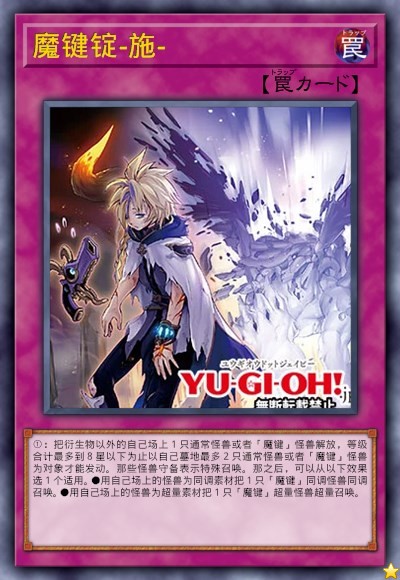 魔键锭-施-
トラップ
罠
トラップ
【罠カード】
ユウギオウドットジェイピー
YU-GI-OH!.jp
無断転載禁止
①：把衍生物以外的自己场上１只通常怪兽或者「魔键」怪兽解放，等级
合计最多到８星以下为止以自己墓地最多２只通常怪兽或者「魔键」怪兽
为对象才能发动。那些怪兽守备表示特殊召唤。那之后，可以从以下效果
选１个适用。●用自己场上的怪兽为同调素材把１只「魔键」同调怪兽同调
召唤。●用自己场上的怪兽为超量素材把１只「魔键」超量怪兽超量召唤。